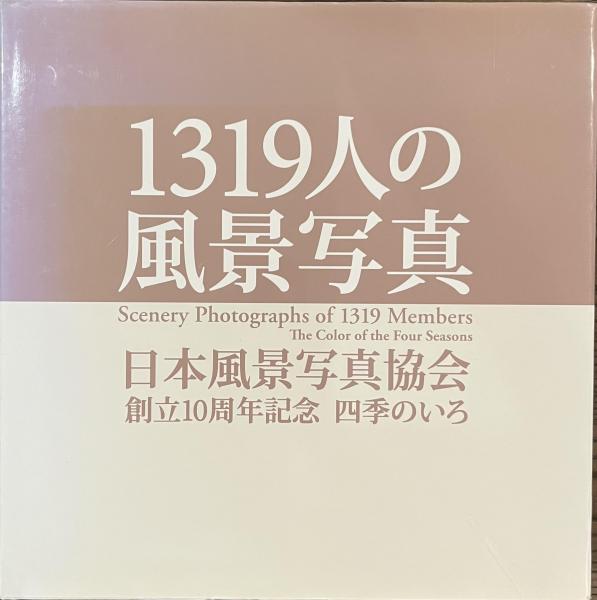 1319人の
風景写真
Scenery Photographs of 1319 Members
The Color of the Four Seasons
日本風景写真協会
創立10周年記念 四季のいろ